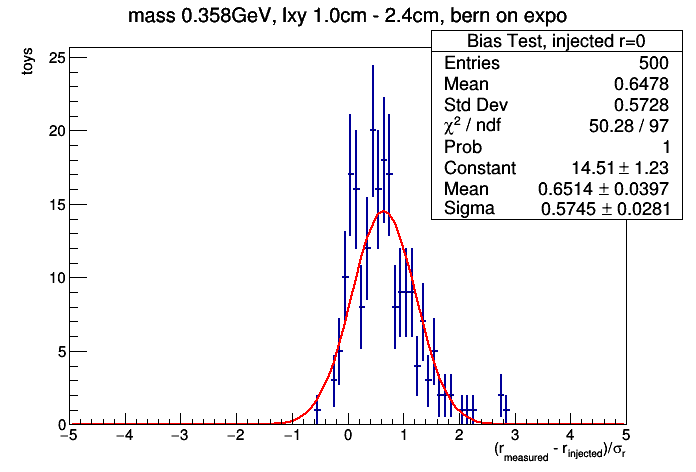 mass 0.358GeV, lxy 1.0cm - 2.4cm, bern on expo
Bias Test, injected r=0
Entries 500
Mean 0.6478
Std Dev 0.5728
χ² / ndf 50.28 / 97
Prob 1
Constant 14.51 ± 1.23
Mean 0.6514 ± 0.0397
Sigma 0.5745 ± 0.0281
toys
25
20
15
10
5
0
−5 −4 −3 −2 −1 0 1 2 3 4 5
(r_measured - r_injected)/σ_r